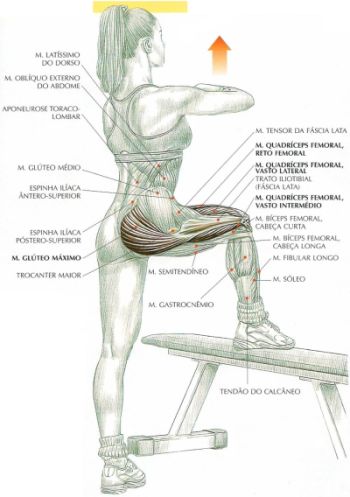 M. LATÍSSIMO
DO DORSO
M. OBLÍQUO EXTERNO
DO ABDOME
APONEUROSE TORACO-
LOMBAR
M. GLÚTEO MÉDIO
ESPINHA ILÍACA
ÂNTERO-SUPERIOR
ESPINHA ILÍACA
PÓSTERO-SUPERIOR
M. GLÚTEO MÁXIMO
TROCANTER MAIOR
M. TENSOR DA FÁSCIA LATA
M. QUADRÍCEPS FEMORAL,
RETO FEMORAL
M. QUADRÍCEPS FEMORAL,
VASTO LATERAL
TRATO ILIOTIBIAL
(FÁSCIA LATA)
M. QUADRÍCEPS FEMORAL,
VASTO INTERMÉDIO
M. BÍCEPS FEMORAL,
CABEÇA CURTA
M. BÍCEPS FEMORAL,
CABEÇA LONGA
M. FIBULAR LONGO
M. SÓLEO
M. SEMITENDÍNEO
M. GASTROCNÊMIO
TENDÃO DO CALCÂNEO